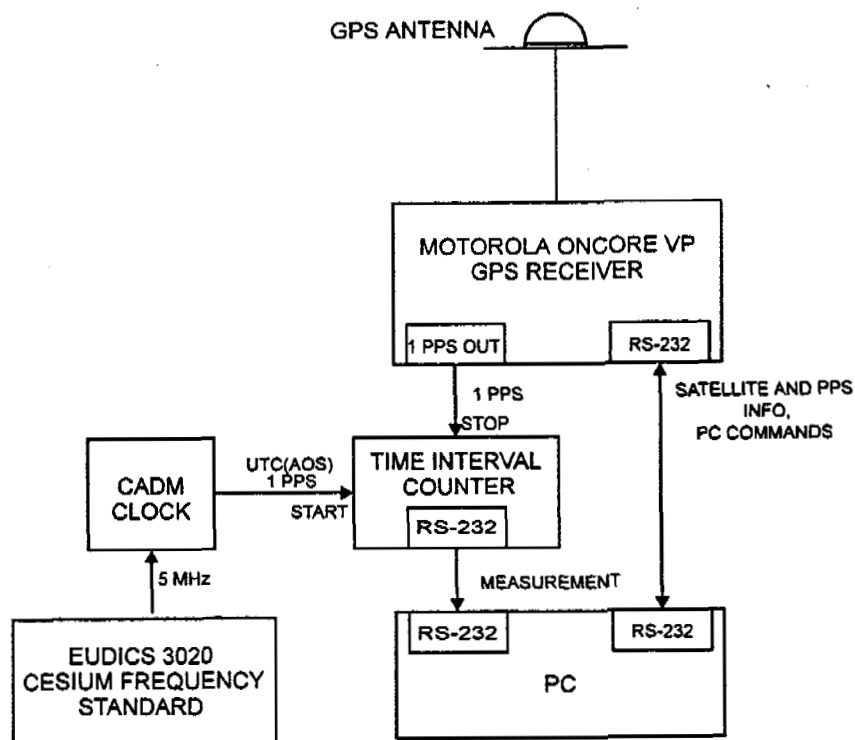 GPS ANTENNA
MOTOROLA ONCORE VP
GPS RECEIVER
1 PPS OUT
RS-232
1 PPS
STOP
SATELLITE AND PPS
INFO,
PC COMMANDS
UTC(AOS)
1 PPS
START
TIME INTERVAL
COUNTER
RS-232
CADM
CLOCK
5 MHz
MEASUREMENT
EUDICS 3020
CESIUM FREQUENCY
STANDARD
RS-232
RS-232
PC